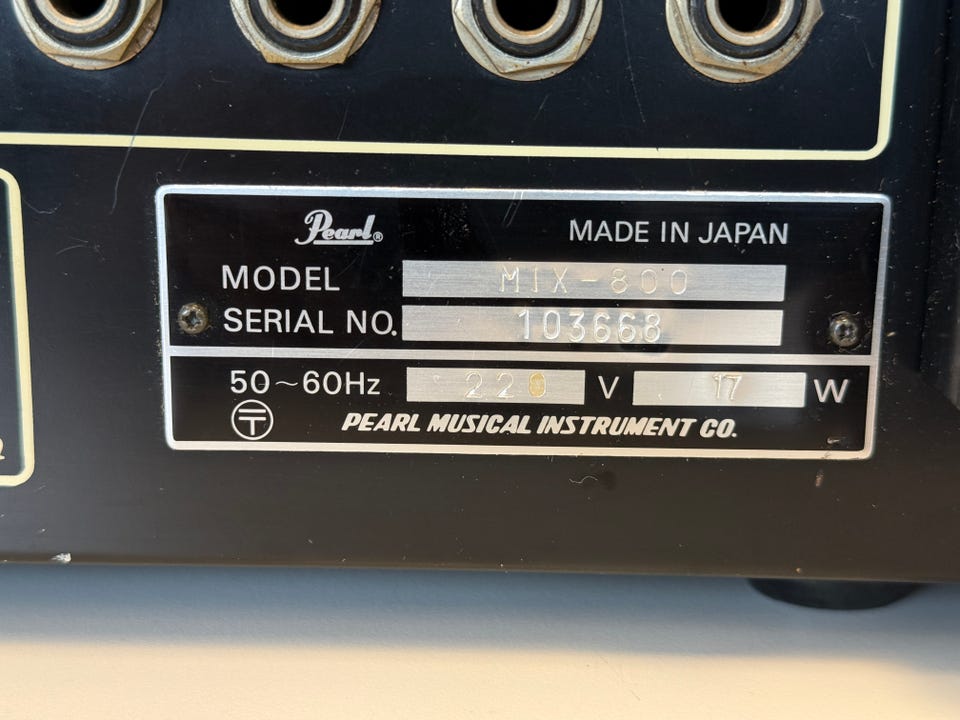 Pearl®
MADE IN JAPAN
MODEL MIX-800
SERIAL NO. 103668
50~60Hz 220 V 17 W
PEARL MUSICAL INSTRUMENT CO.